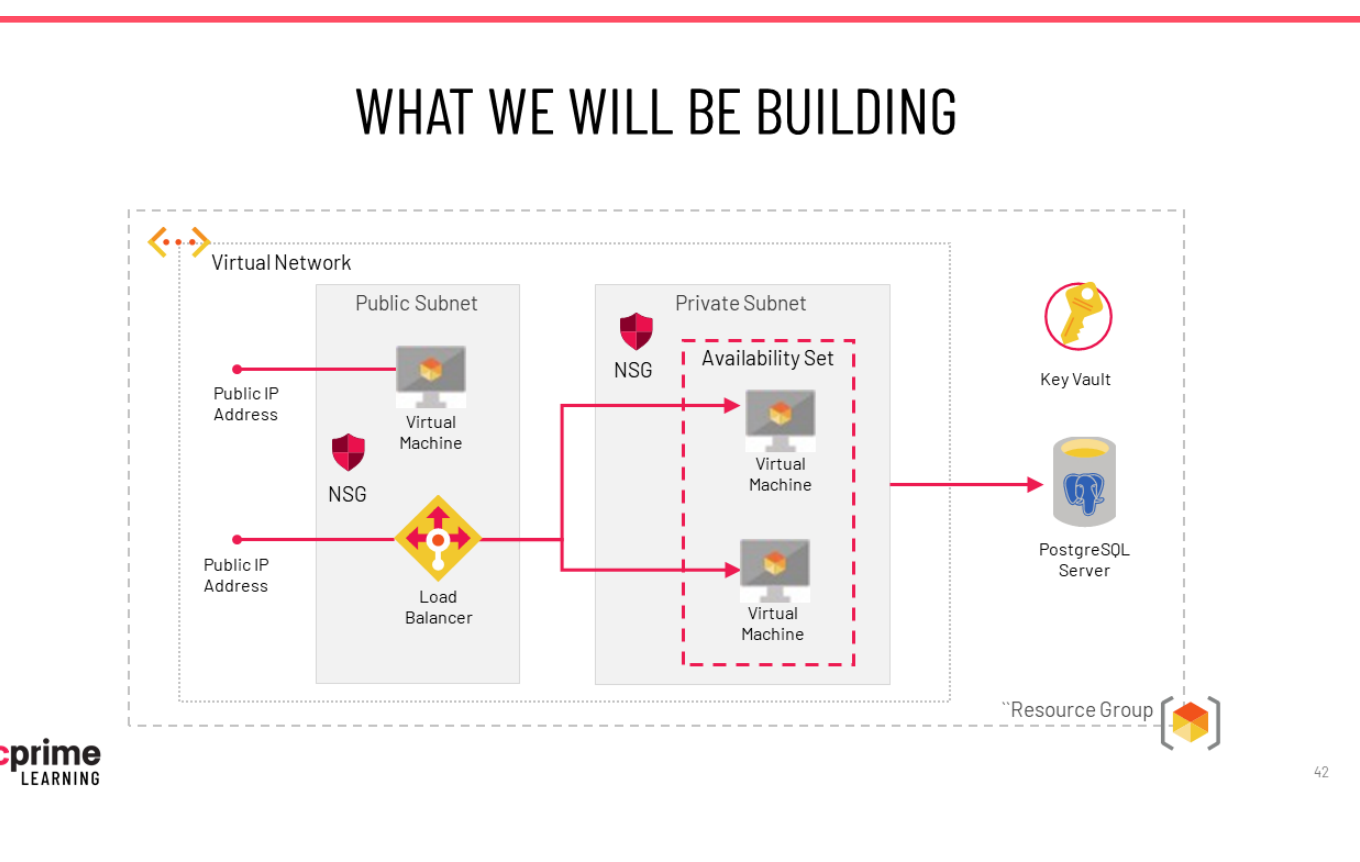 WHAT WE WILL BE BUILDING
Virtual Network
Public Subnet
Private Subnet
NSG
Availability Set
Public IP
Address
Virtual
Machine
NSG
Virtual
Machine
Key Vault
Public IP
Address
Load
Balancer
Virtual
Machine
PostgreSQL
Server
``Resource Group
cprime
LEARNING
42